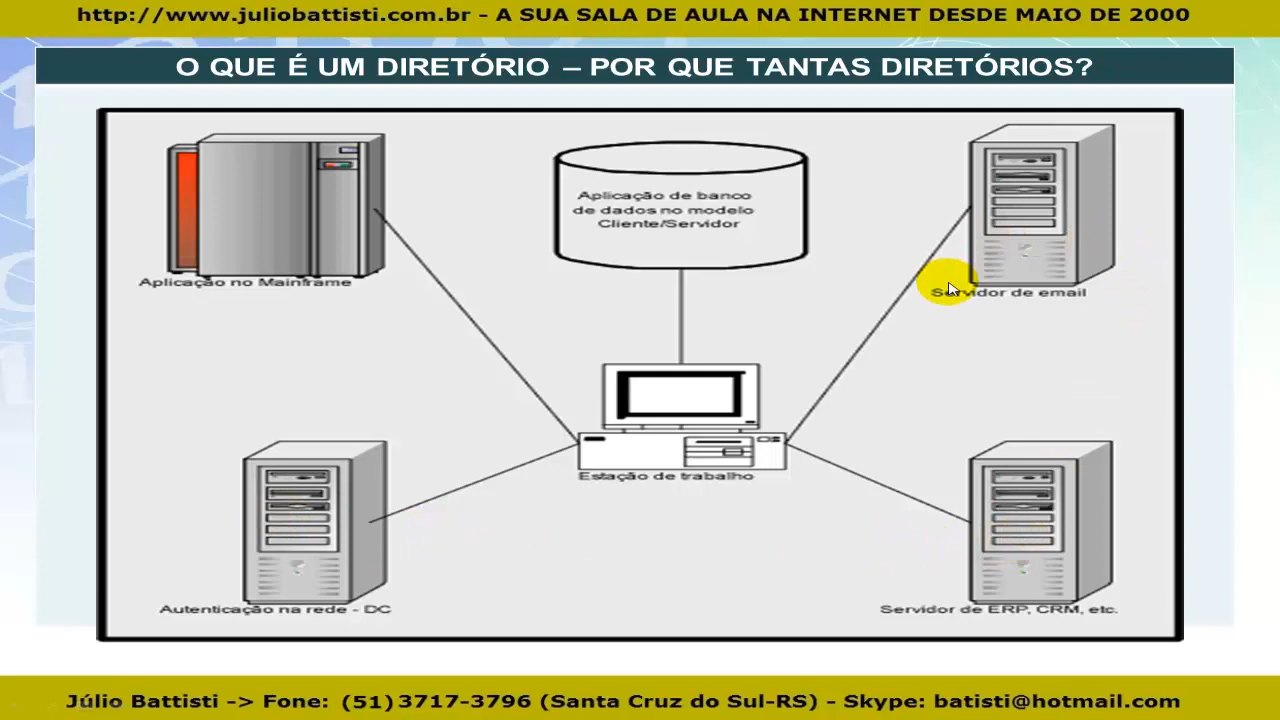 http://www.juliobattisti.com.br - A SUA SALA DE AULA NA INTERNET DESDE MAIO DE 2000
O QUE É UM DIRETÓRIO – POR QUE TANTAS DIRETÓRIOS?
Aplicação de banco
de dados no modelo
Cliente/Servidor
Aplicação no Mainframe
Servidor de email
Estação de trabalho
Autenticação na rede - DC
Servidor de ERP, CRM, etc.
Júlio Battisti -> Fone: (51) 3717-3796 (Santa Cruz do Sul-RS) - Skype: batisti@hotmail.com